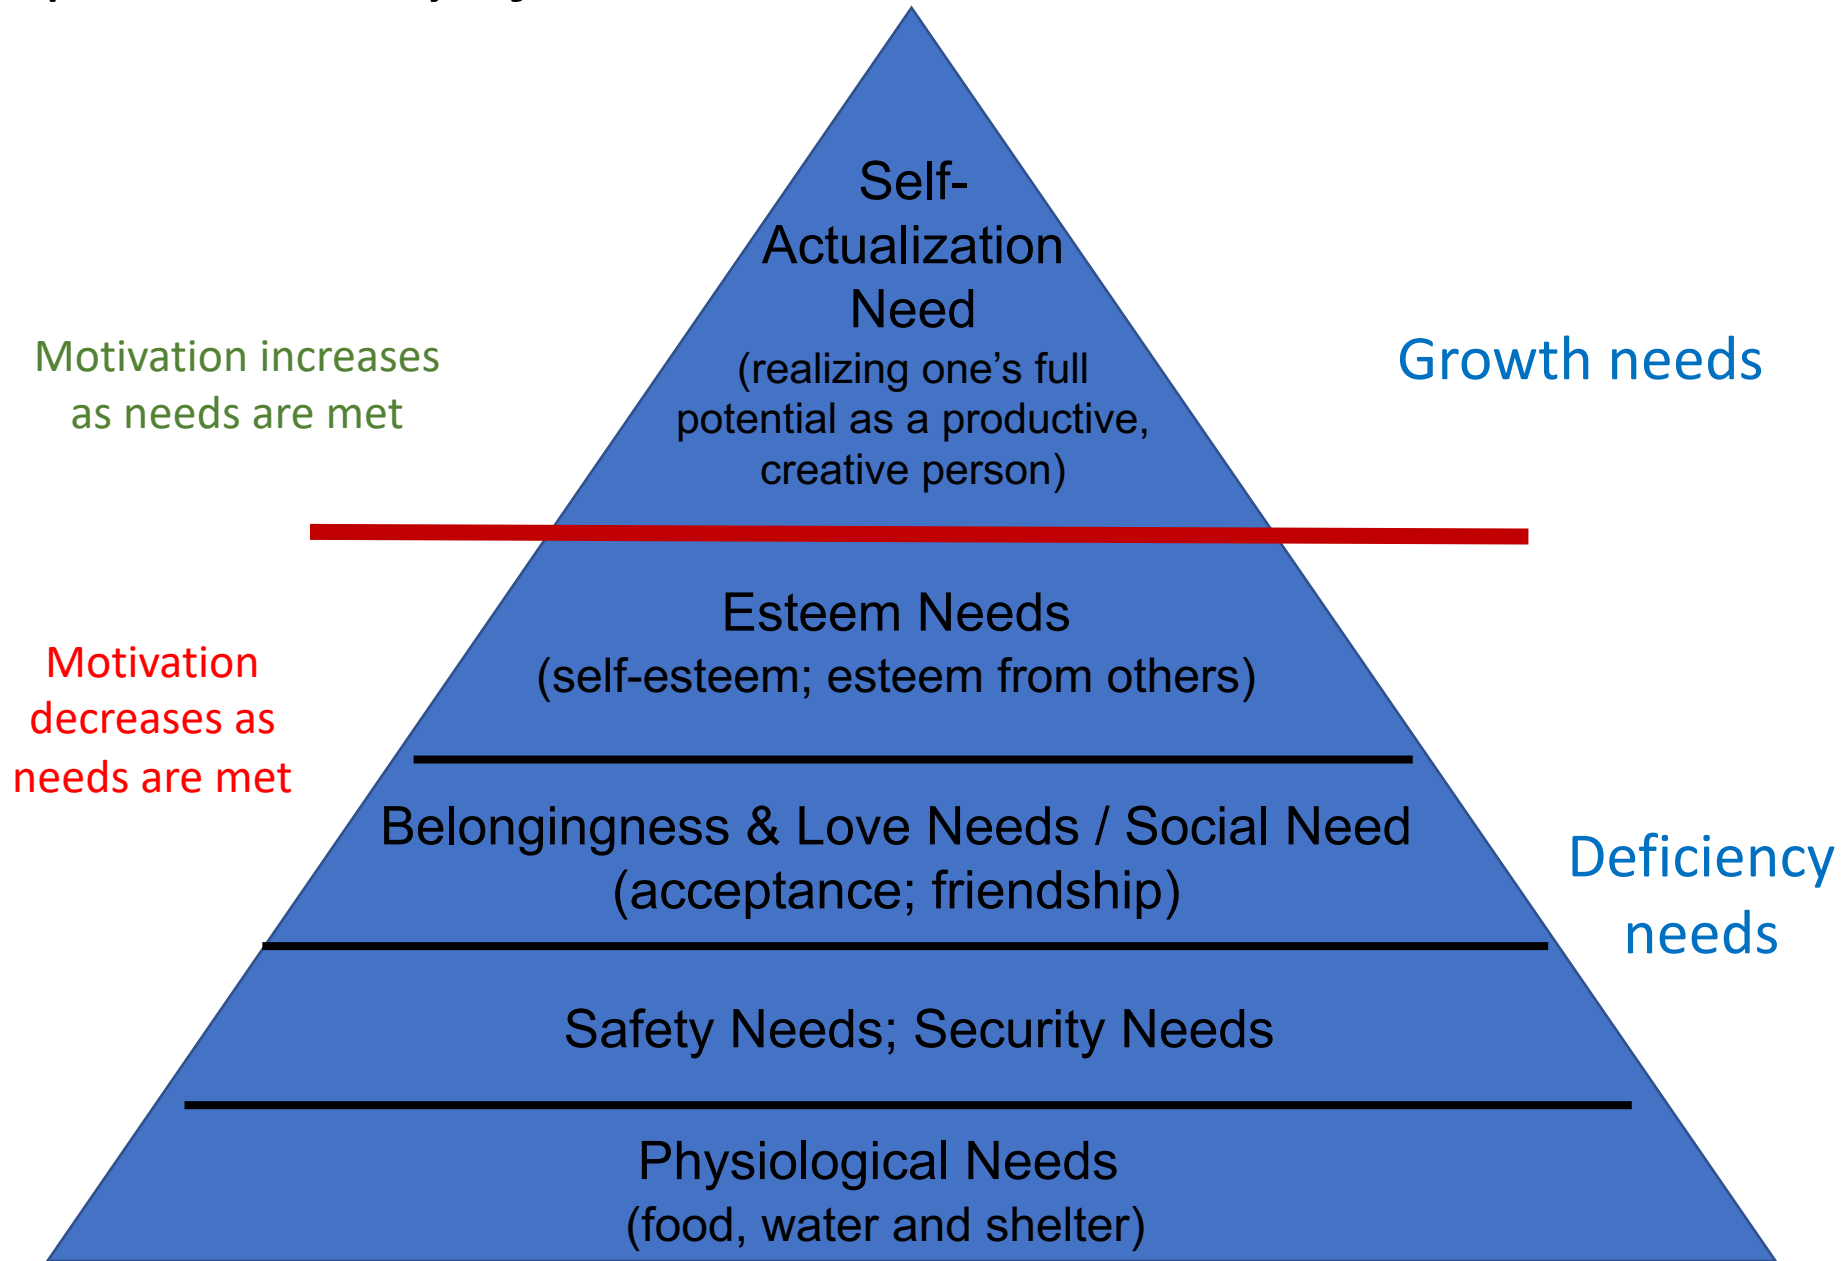 Self-
Actualization
Need
(realizing one's full
potential as a productive,
creative person)
Motivation increases
as needs are met
Growth needs
Esteem Needs
(self-esteem; esteem from others)
Motivation
decreases as
needs are met
Belongingness & Love Needs / Social Need
(acceptance; friendship)
Deficiency
needs
Safety Needs; Security Needs
Physiological Needs
(food, water and shelter)